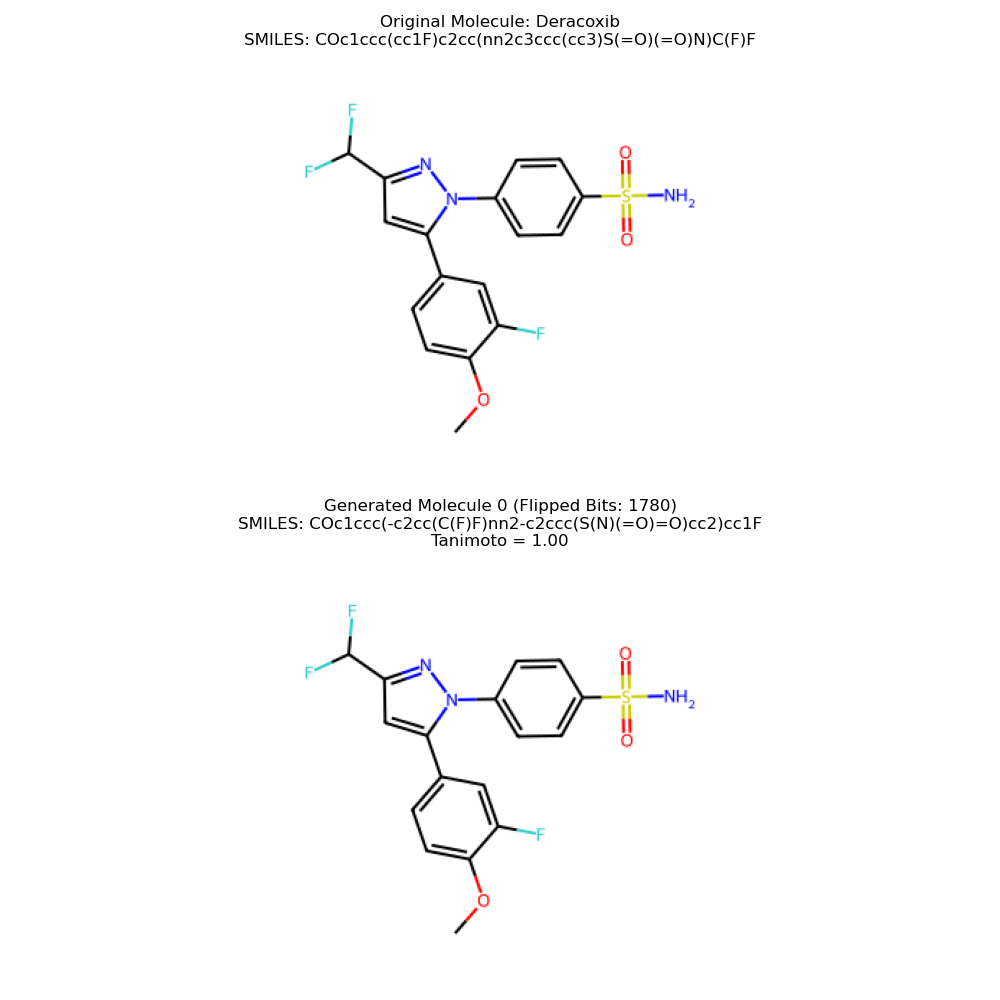 Original Molecule: Deracoxib
SMILES: COc1ccc(cc1F)c2cc(nn2c3ccc(cc3)S(=O)(=O)N)C(F)F
F
F
N
N
O
S
NH2
O
F
O
Generated Molecule 0 (Flipped Bits: 1780)
SMILES: COc1ccc(-c2cc(C(F)F)nn2-c2ccc(S(N)(=O)=O)cc2)cc1F
Tanimoto = 1.00
F
F
N
N
O
S
NH2
O
F
O